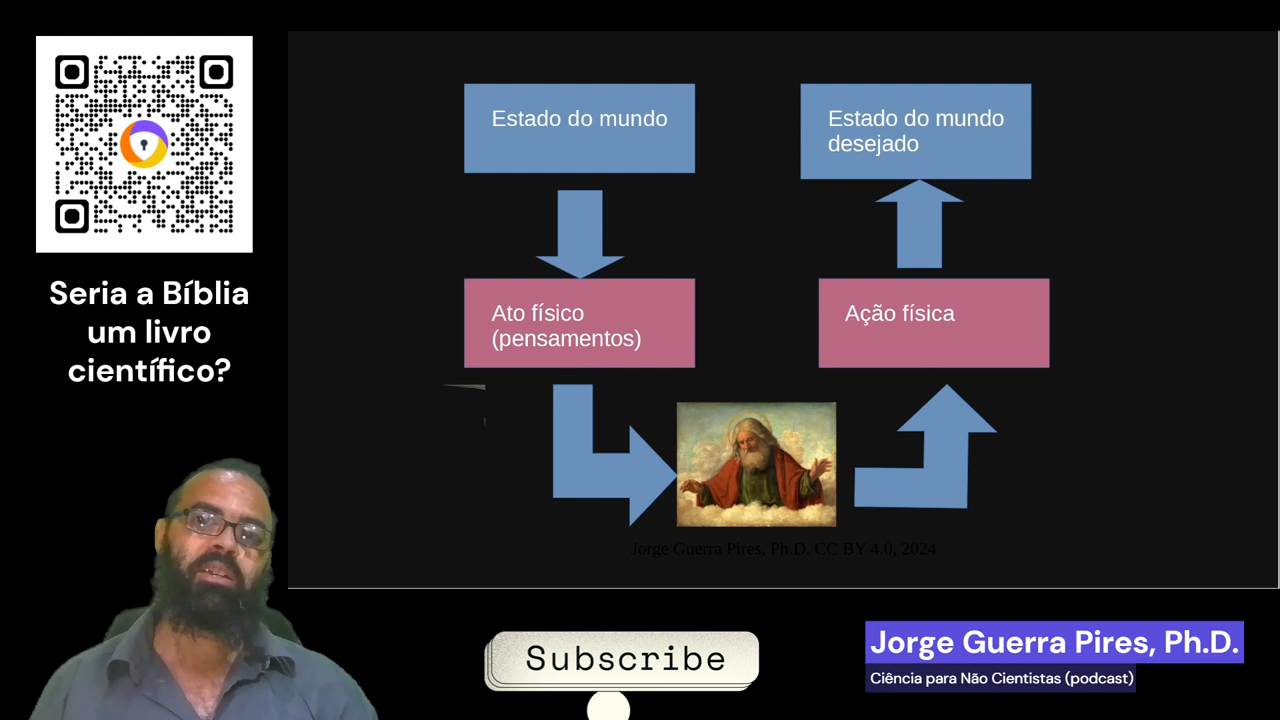 Seria a Bíblia
um livro
científico?
Estado do mundo
Estado do mundo
desejado
Ato físico
(pensamentos)
Ação física
Jorge Guerra Pires, Ph.D. CC BY 4.0, 2024
Subscribe
Jorge Guerra Pires, Ph.D.
Ciência para Não Cientistas (podcast)